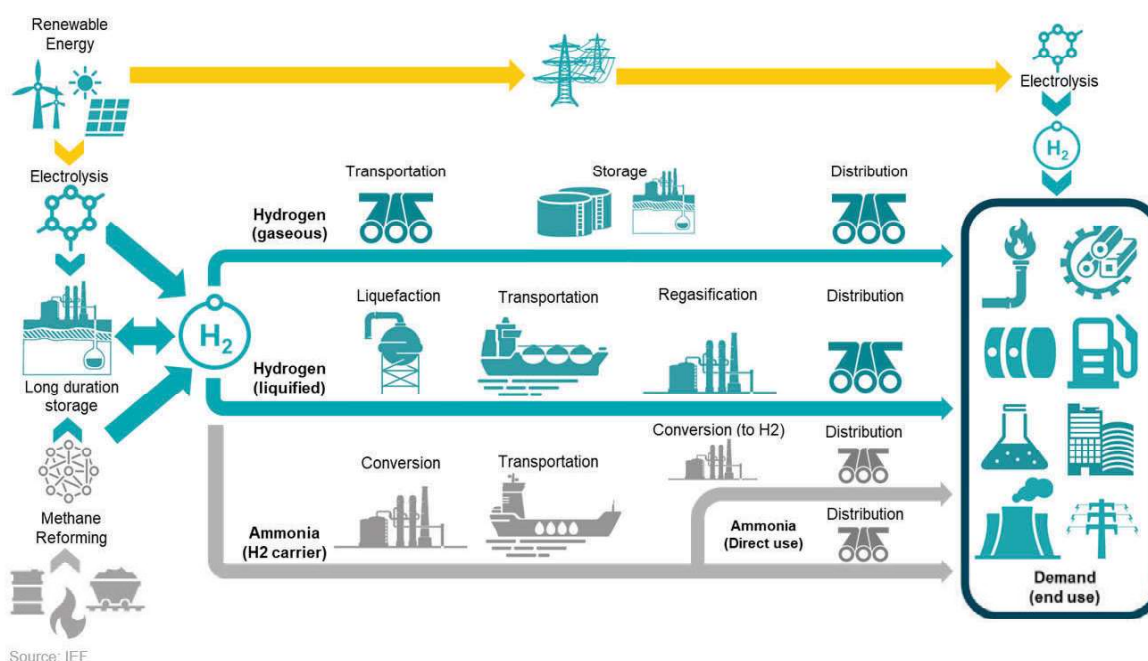 Renewable
Energy
Electrolysis
Electrolysis
H2
Transportation
Storage
Distribution
Hydrogen
(gaseous)
Liquefaction
Transportation
Regasification
Distribution
H2
Hydrogen
(liquified)
Long duration
storage
Conversion (to H2)
Distribution
Conversion
Transportation
Methane
Reforming
Ammonia
(H2 carrier)
Ammonia
(Direct use)
Distribution
Demand
(end use)
Source: IEF